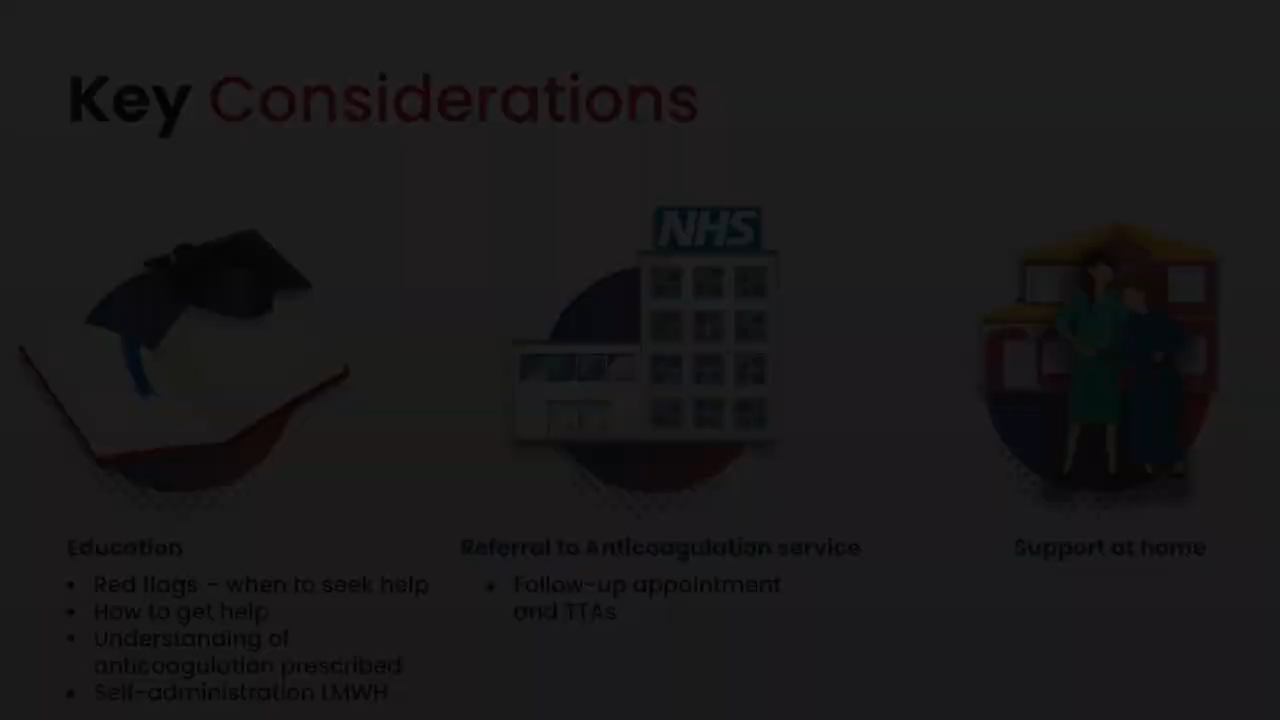 Key Considerations
NHS
Education
• Red flags – when to seek help
• How to get help
• Understanding of
anticoagulation prescribed
• Self-administration LMWH
Referral to Anticoagulation service
• Follow-up appointment
and TTAs
Support at home